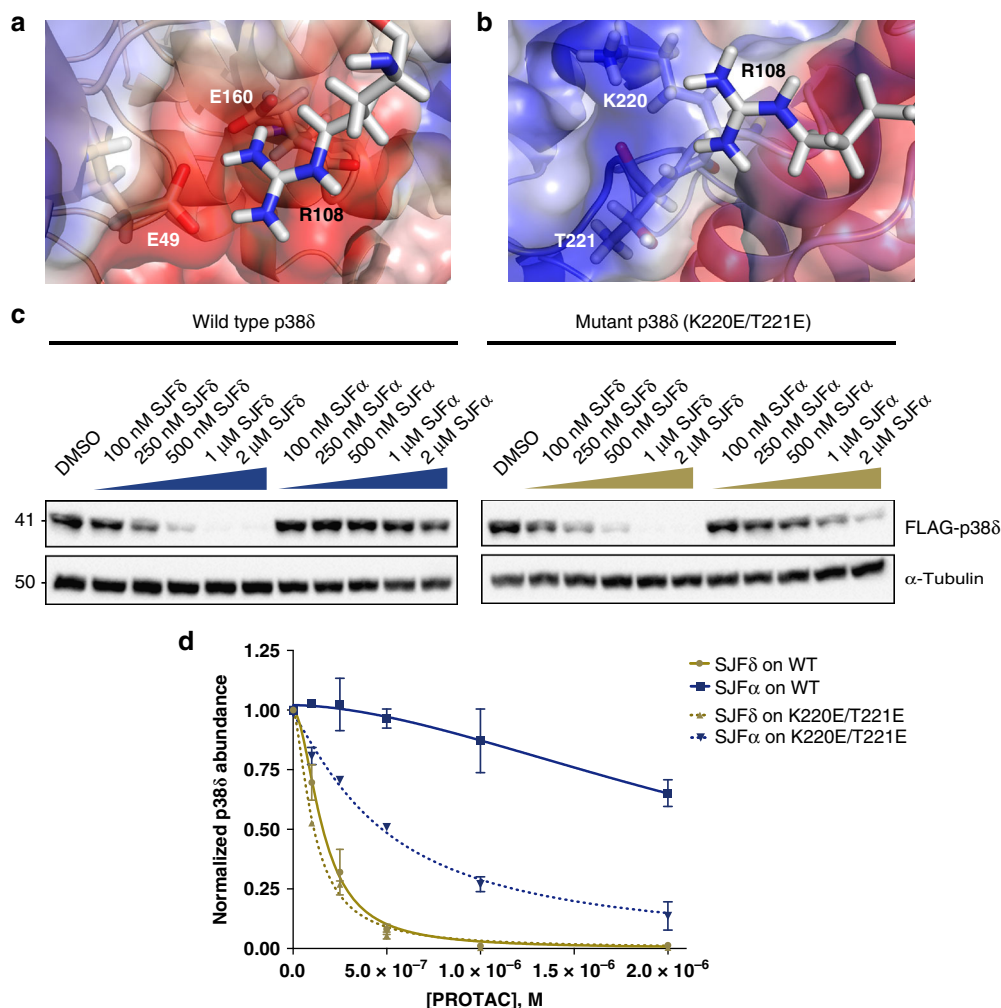 a
E160
E49
R108
b
R108
K220
T221
c
Wild type p38δ
Mutant p38δ (K220E/T221E)
DMSO
100 nM SJFδ
250 nM SJFδ
500 nM SJFδ
1 μM SJFδ
2 μM SJFδ
100 nM SJFα
250 nM SJFα
500 nM SJFα
1 μM SJFα
2 μM SJFα
DMSO
100 nM SJFδ
250 nM SJFδ
500 nM SJFδ
1 μM SJFδ
2 μM SJFδ
100 nM SJFα
250 nM SJFα
500 nM SJFα
1 μM SJFα
2 μM SJFα
41
FLAG-p38δ
50
α-Tubulin
d
Normalized p38δ abundance
1.25
1.00
0.75
0.50
0.25
0.00
0.0
5.0 × 10⁻⁷
1.0 × 10⁻⁶
1.5 × 10⁻⁶
2.0 × 10⁻⁶
[PROTAC], M
SJFδ on WT
SJFα on WT
SJFδ on K220E/T221E
SJFα on K220E/T221E